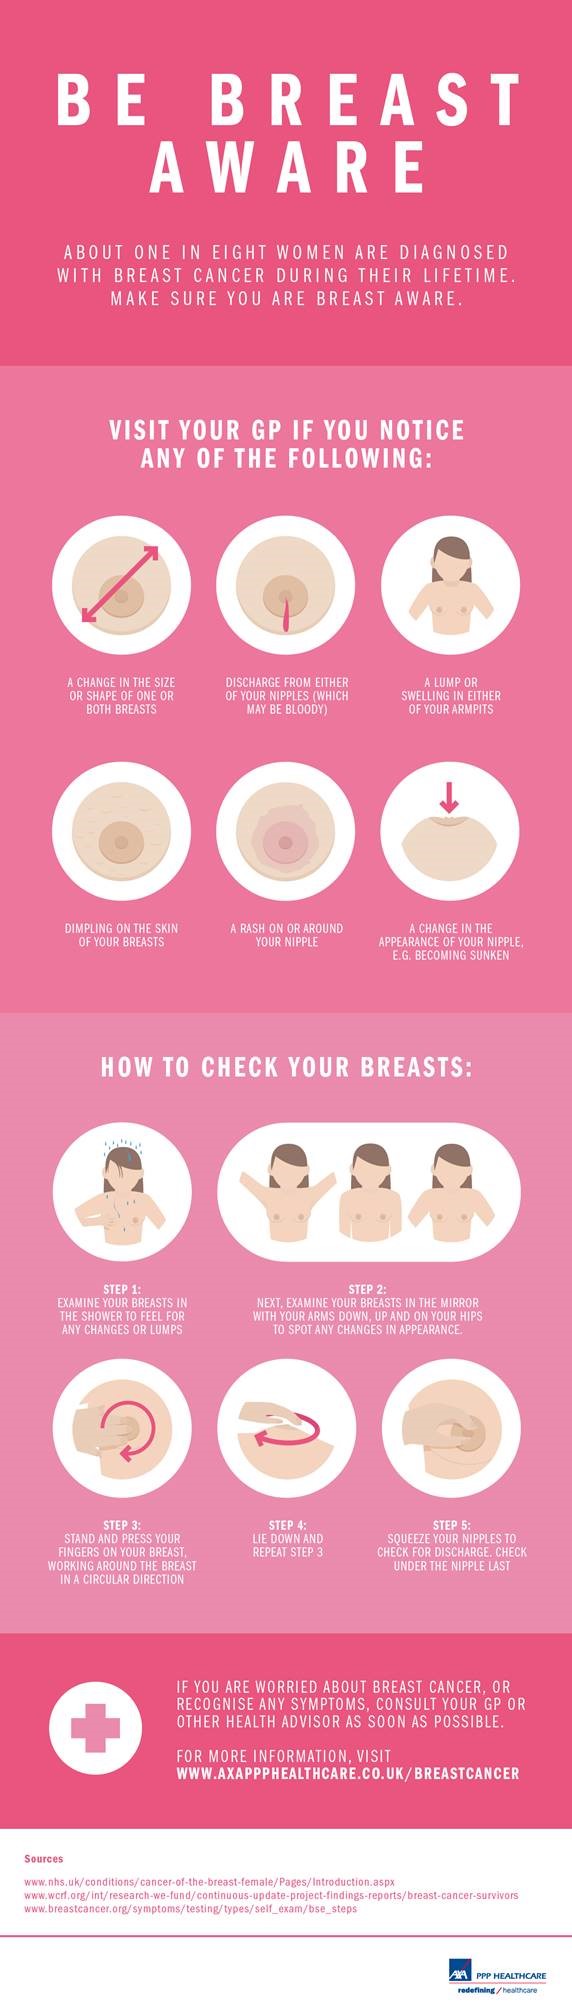 BE BREAST
AWARE
ABOUT ONE IN EIGHT WOMEN ARE DIAGNOSED
WITH BREAST CANCER DURING THEIR LIFETIME.
MAKE SURE YOU ARE BREAST AWARE.
VISIT YOUR GP IF YOU NOTICE
ANY OF THE FOLLOWING:
A CHANGE IN THE SIZE
OR SHAPE OF ONE OR
BOTH BREASTS
DISCHARGE FROM EITHER
OF YOUR NIPPLES (WHICH
MAY BE BLOODY)
A LUMP OR
SWELLING IN EITHER
OF YOUR ARMPITS
DIMPLING ON THE SKIN
OF YOUR BREASTS
A RASH ON OR AROUND
YOUR NIPPLE
A CHANGE IN THE
APPEARANCE OF YOUR NIPPLE,
E.G. BECOMING SUNKEN
HOW TO CHECK YOUR BREASTS:
STEP 1:
EXAMINE YOUR BREASTS IN
THE SHOWER TO FEEL FOR
ANY CHANGES OR LUMPS
STEP 2:
NEXT, EXAMINE YOUR BREASTS IN THE MIRROR
WITH YOUR ARMS DOWN, UP AND ON YOUR HIPS
TO SPOT ANY CHANGES IN APPEARANCE.
STEP 3:
STAND AND PRESS YOUR
FINGERS ON YOUR BREAST,
WORKING AROUND THE BREAST
IN A CIRCULAR DIRECTION
STEP 4:
LIE DOWN AND
REPEAT STEP 3
STEP 5:
SQUEEZE YOUR NIPPLES TO
CHECK FOR DISCHARGE. CHECK
UNDER THE NIPPLE LAST
IF YOU ARE WORRIED ABOUT BREAST CANCER, OR
RECOGNISE ANY SYMPTOMS, CONSULT YOUR GP OR
OTHER HEALTH ADVISOR AS SOON AS POSSIBLE.
FOR MORE INFORMATION, VISIT
WWW.AXAPPPHEALTHCARE.CO.UK/BREASTCANCER
Sources
www.nhs.uk/conditions/cancer-of-the-breast-female/Pages/Introduction.aspx
www.wcrf.org/int/research-we-fund/continuous-update-project-findings-reports/breast-cancer-survivors
www.breastcancer.org/symptoms/testing/types/self_exam/bse_steps
AXA PPP HEALTHCARE
redefining / healthcare